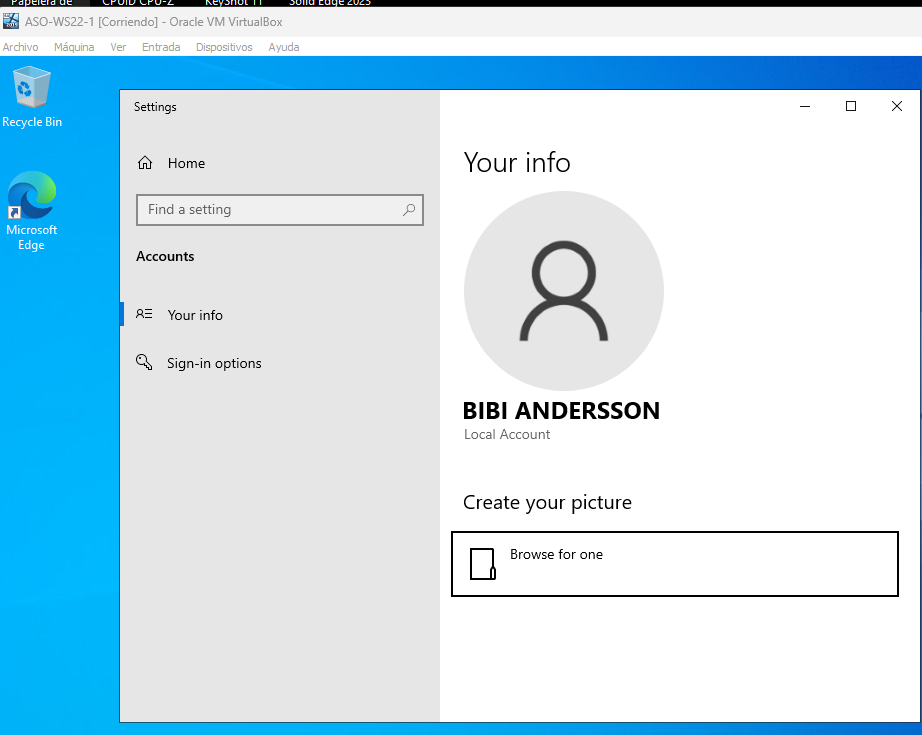 Papelera de CPUID CPU-Z KeyShot 11 Solid Edge 2023
ASO-WS22-1 [Corriendo] - Oracle VM VirtualBox
Archivo Máquina Ver Entrada Dispositivos Ayuda
Recycle Bin
Microsoft
Edge
Settings
Home
Find a setting
Accounts
Your info
Sign-in options
Your info
BIBI ANDERSSON
Local Account
Create your picture
Browse for one